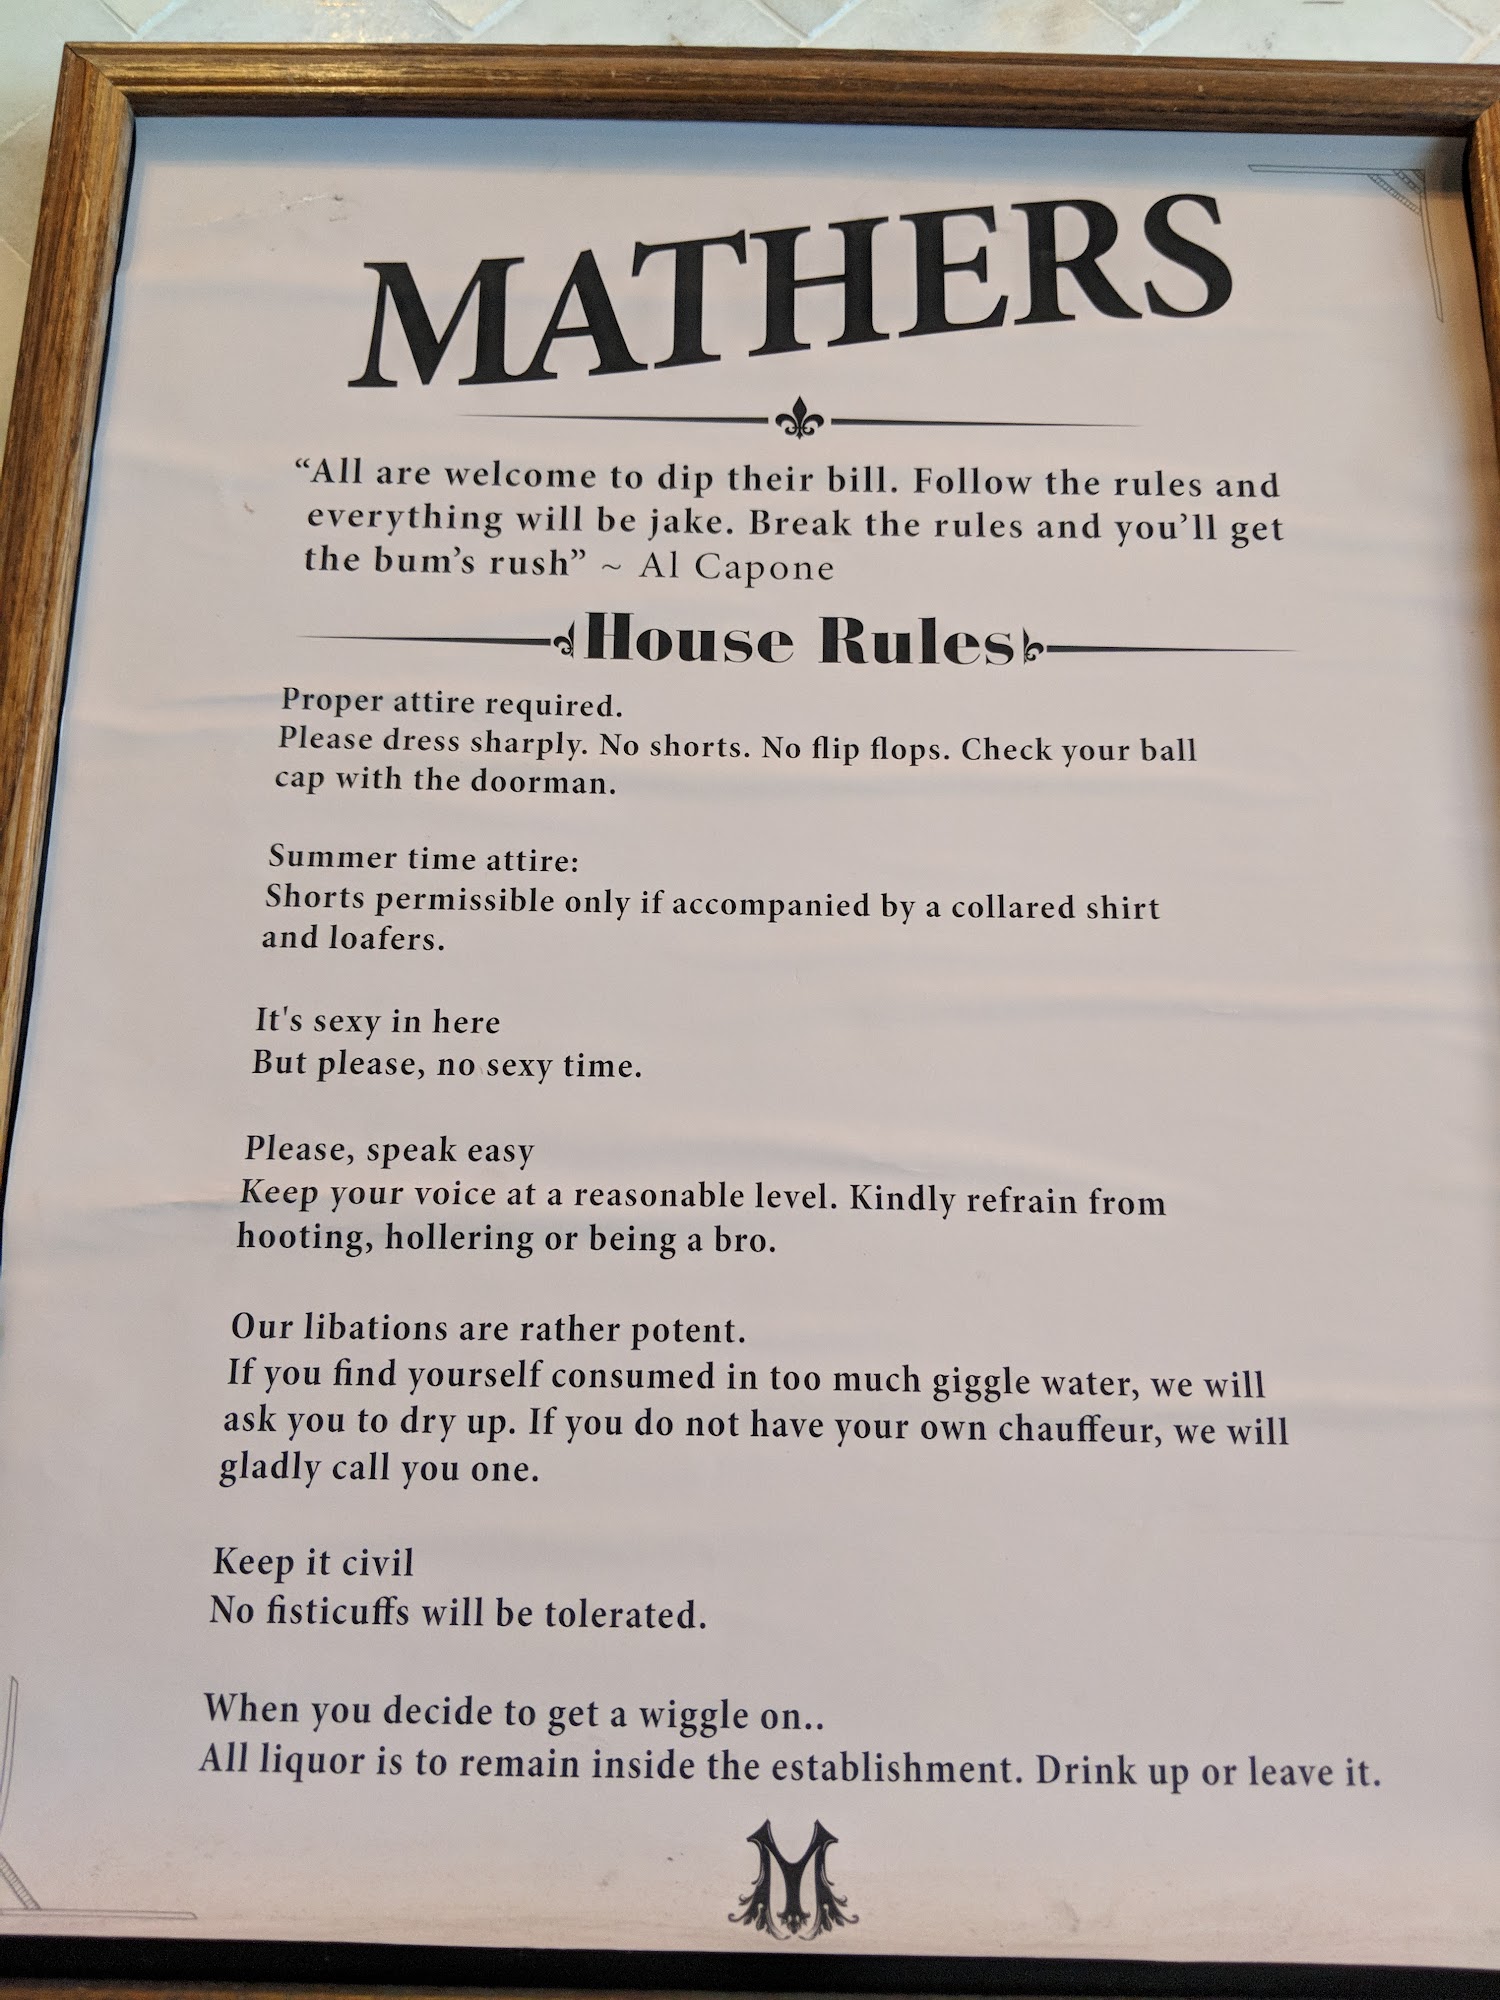 MATHERS
“All are welcome to dip their bill. Follow the rules and
everything will be jake. Break the rules and you’ll get
the bum’s rush” ~ Al Capone
House Rules
Proper attire required.
Please dress sharply. No shorts. No flip flops. Check your ball
cap with the doorman.
Summer time attire:
Shorts permissible only if accompanied by a collared shirt
and loafers.
It's sexy in here
But please, no sexy time.
Please, speak easy
Keep your voice at a reasonable level. Kindly refrain from
hooting, hollering or being a bro.
Our libations are rather potent.
If you find yourself consumed in too much giggle water, we will
ask you to dry up. If you do not have your own chauffeur, we will
gladly call you one.
Keep it civil
No fisticuffs will be tolerated.
When you decide to get a wiggle on..
All liquor is to remain inside the establishment. Drink up or leave it.
M